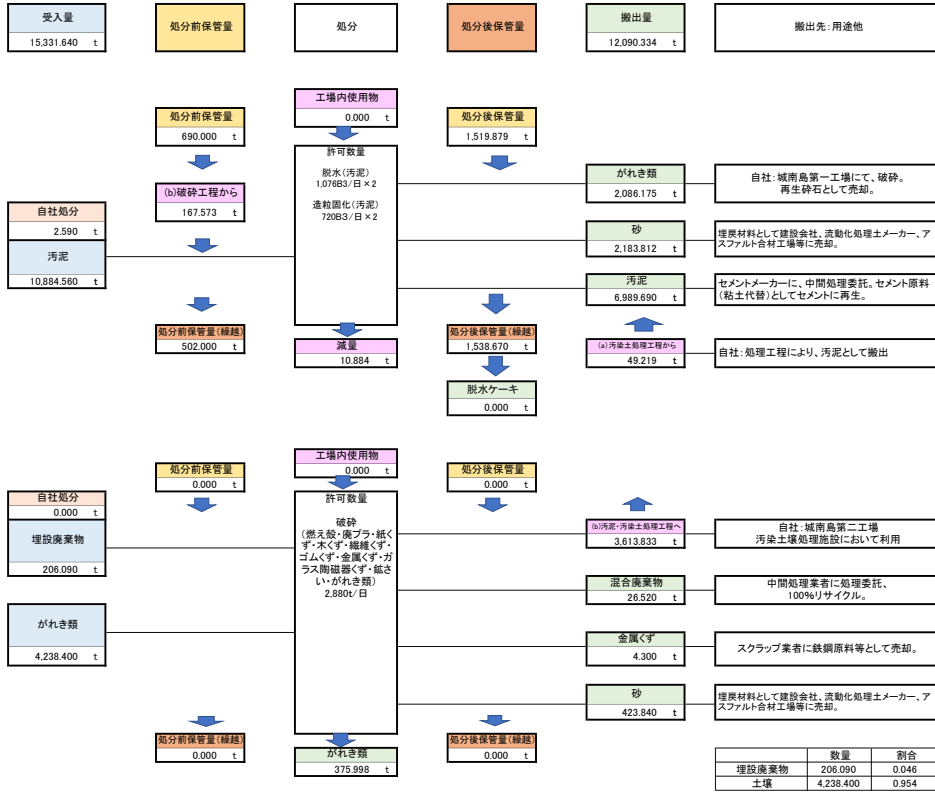 受入量
15,331.640 t
処分前保管量
処分
処分後保管量
搬出量
12,090.334 t
搬出先:用途他
工場内使用物
0.000 t
処分前保管量
690.000 t
処分後保管量
1,519.879 t
許可数量
脱水(汚泥)
1,076B3/日×2
造粒固化(汚泥)
720B3/日×2
(b)破砕工程から
167.573 t
自社処分
2.590 t
汚泥
10,884.560 t
がれき類
2,086.175 t
自社:城南島第一工場にて、破砕。
再生砕石として売却。
砂
2,183.812 t
埋戻材料として建設会社、流動化処理土メーカー、ア
スファルト合材工場等に売却。
汚泥
6,989.690 t
セメントメーカーに、中間処理委託。セメント原料
(粘土代替)としてセメントに再生。
処分前保管量(繰越)
502.000 t
減量
10.884 t
処分後保管量(繰越)
1,538.670 t
(a)汚染土処理工程から
49.219 t
自社:処理工程により、汚泥として搬出
脱水ケーキ
0.000 t
工場内使用物
0.000 t
処分前保管量
0.000 t
処分後保管量
0.000 t
自社処分
0.000 t
埋設廃棄物
206.090 t
がれき類
4,238.400 t
許可数量
破砕
(燃え殻・廃プラ・紙く
ず・木くず・繊維くず・
ゴムくず・金属くず・ガ
ラス陶磁器くず・鉱さ
い・がれき類)
2,880t/日
(b)汚泥・汚染土処理工程へ
3,613.833 t
自社:城南島第二工場
汚染土壌処理施設において利用
混合廃棄物
26.520 t
中間処理業者に処理委託、
100%リサイクル。
金属くず
4.300 t
スクラップ業者に鉄鋼原料等として売却。
砂
423.840 t
埋戻材料として建設会社、流動化処理土メーカー、ア
スファルト合材工場等に売却。
処分前保管量(繰越)
0.000 t
がれき類
375.998 t
処分後保管量(繰越)
0.000 t
数量 割合
埋設廃棄物 206.090 0.046
土壌 4,238.400 0.954